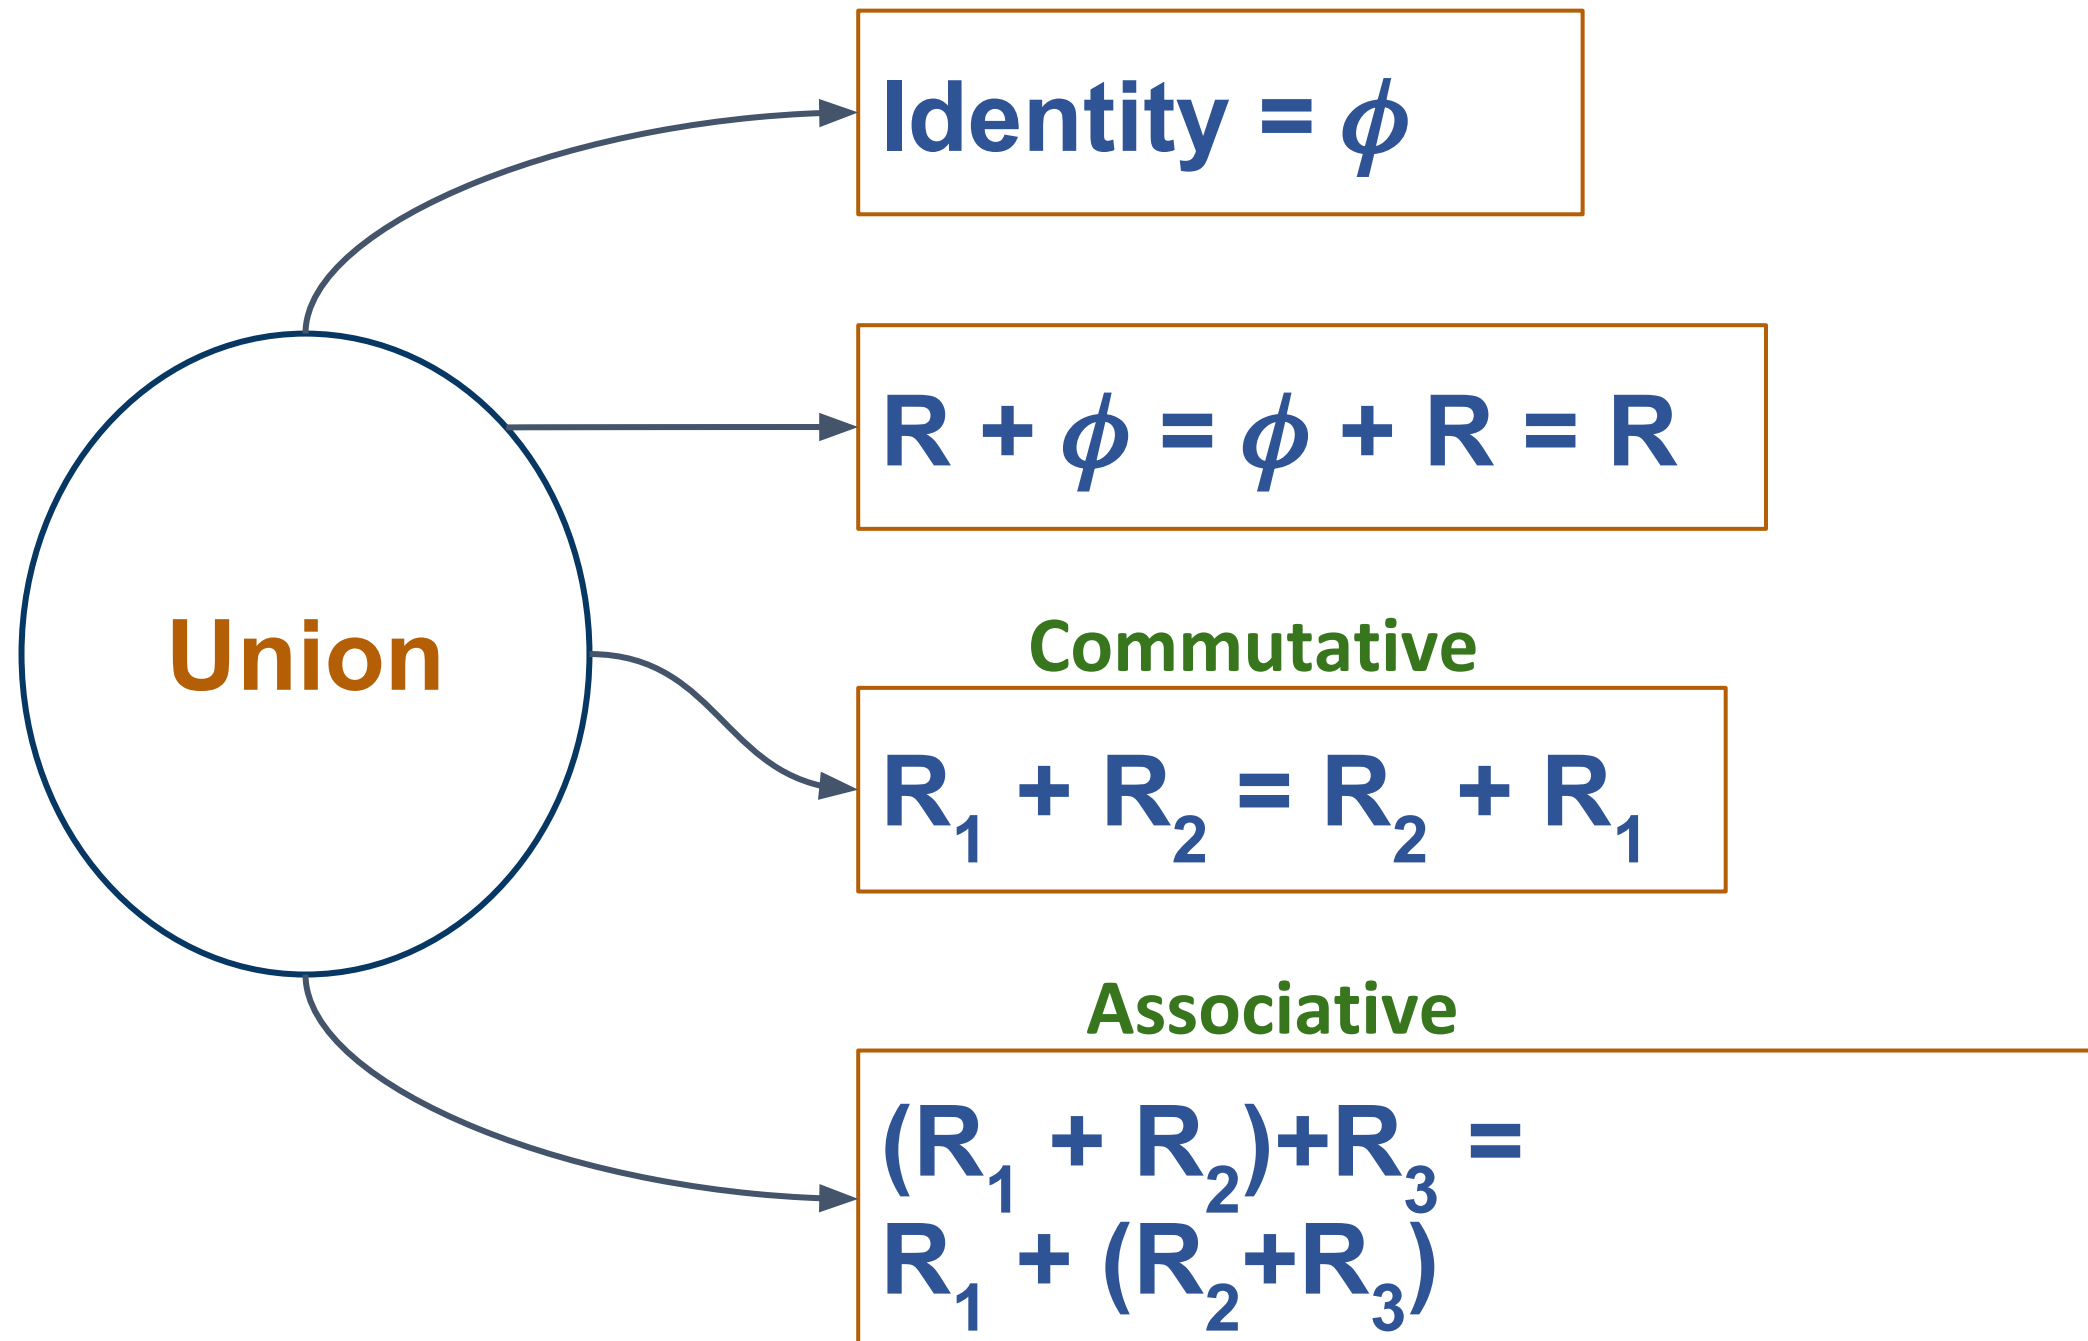 Identity = ϕ
R + ϕ = ϕ + R = R
Union
Commutative
R₁ + R₂ = R₂ + R₁
Associative
(R₁ + R₂)+R₃ =
R₁ + (R₂+R₃)